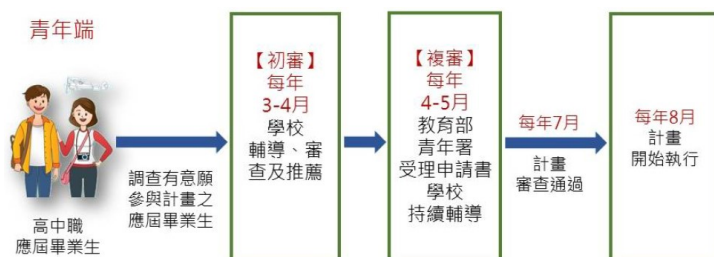 青年端
高中職
應屆畢業生
調查有意願
參與計畫之
應屆畢業生
【初審】
每年
3-4月
學校
輔導、審
查及推薦
【複審】
每年
4-5月
教育部
青年署
受理申請書
學校
持續輔導
每年7月
計畫
審查通過
每年8月
計畫
開始執行